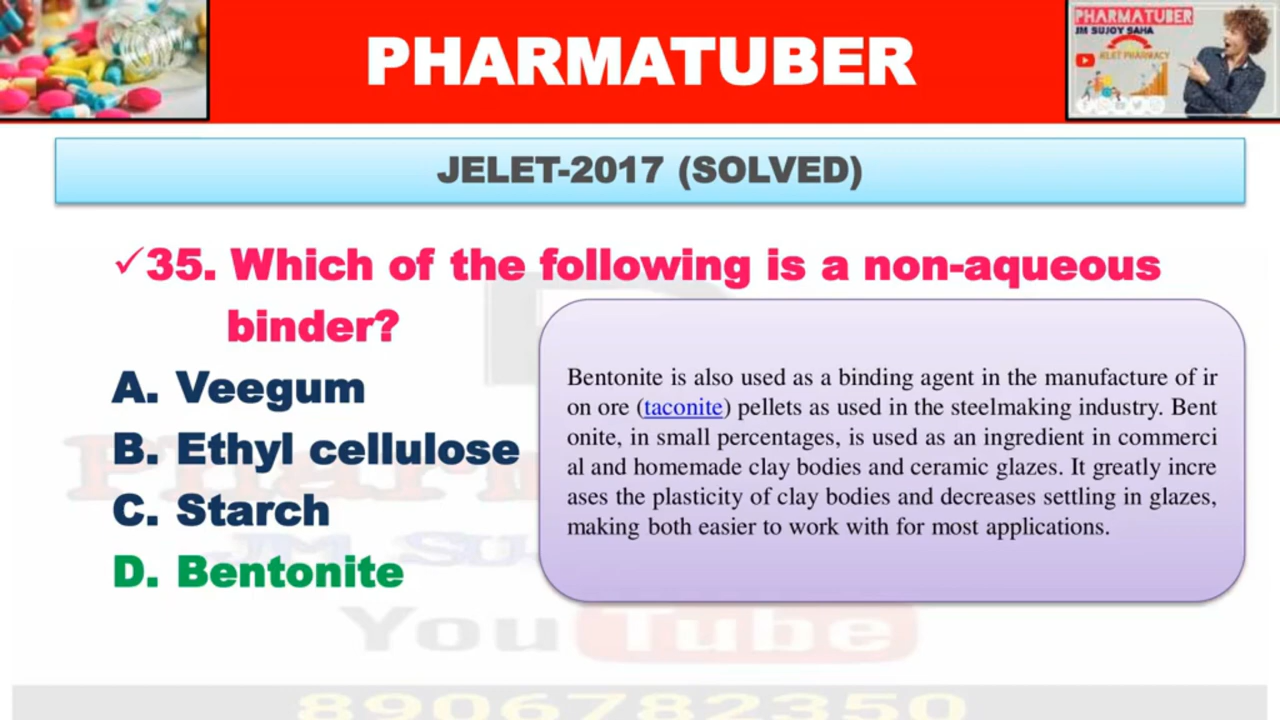 PHARMATUBER
PHARMATUBER
JM SUJOY SAHA
JELET PHARMACY
JELET-2017 (SOLVED)
✓35. Which of the following is a non-aqueous
binder?
A. Veegum
B. Ethyl cellulose
C. Starch
D. Bentonite
Bentonite is also used as a binding agent in the manufacture of ir
on ore (taconite) pellets as used in the steelmaking industry. Bent
onite, in small percentages, is used as an ingredient in commerci
al and homemade clay bodies and ceramic glazes. It greatly incre
ases the plasticity of clay bodies and decreases settling in glazes,
making both easier to work with for most applications.
YouTube
8906782350